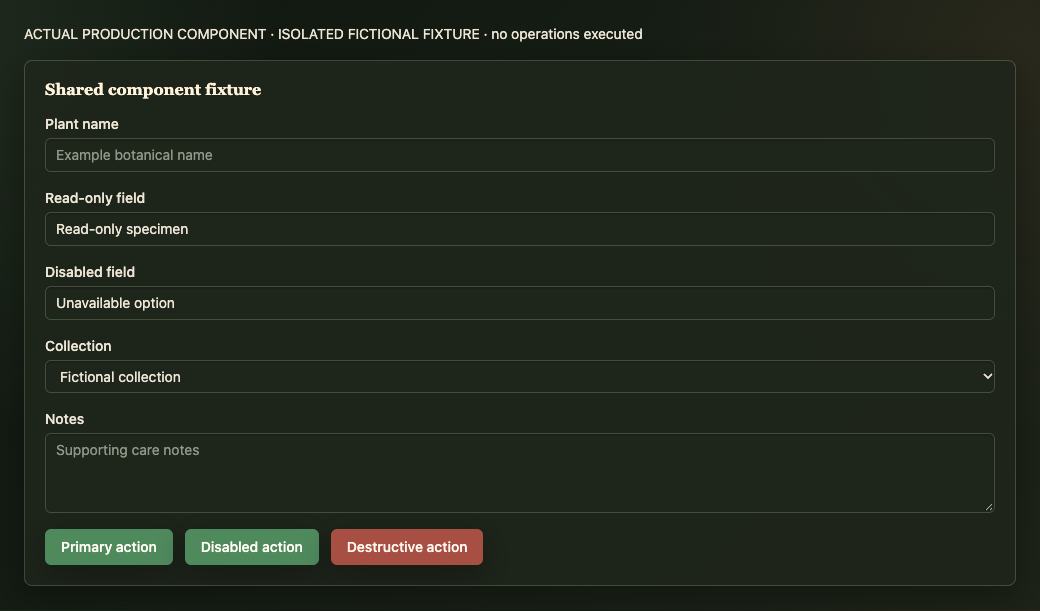 ACTUAL PRODUCTION COMPONENT · ISOLATED FICTIONAL FIXTURE · no operations executed
Shared component fixture
Plant name
Example botanical name
Read-only field
Read-only specimen
Disabled field
Unavailable option
Collection
Fictional collection
Notes
Supporting care notes
Primary action
Disabled action
Destructive action